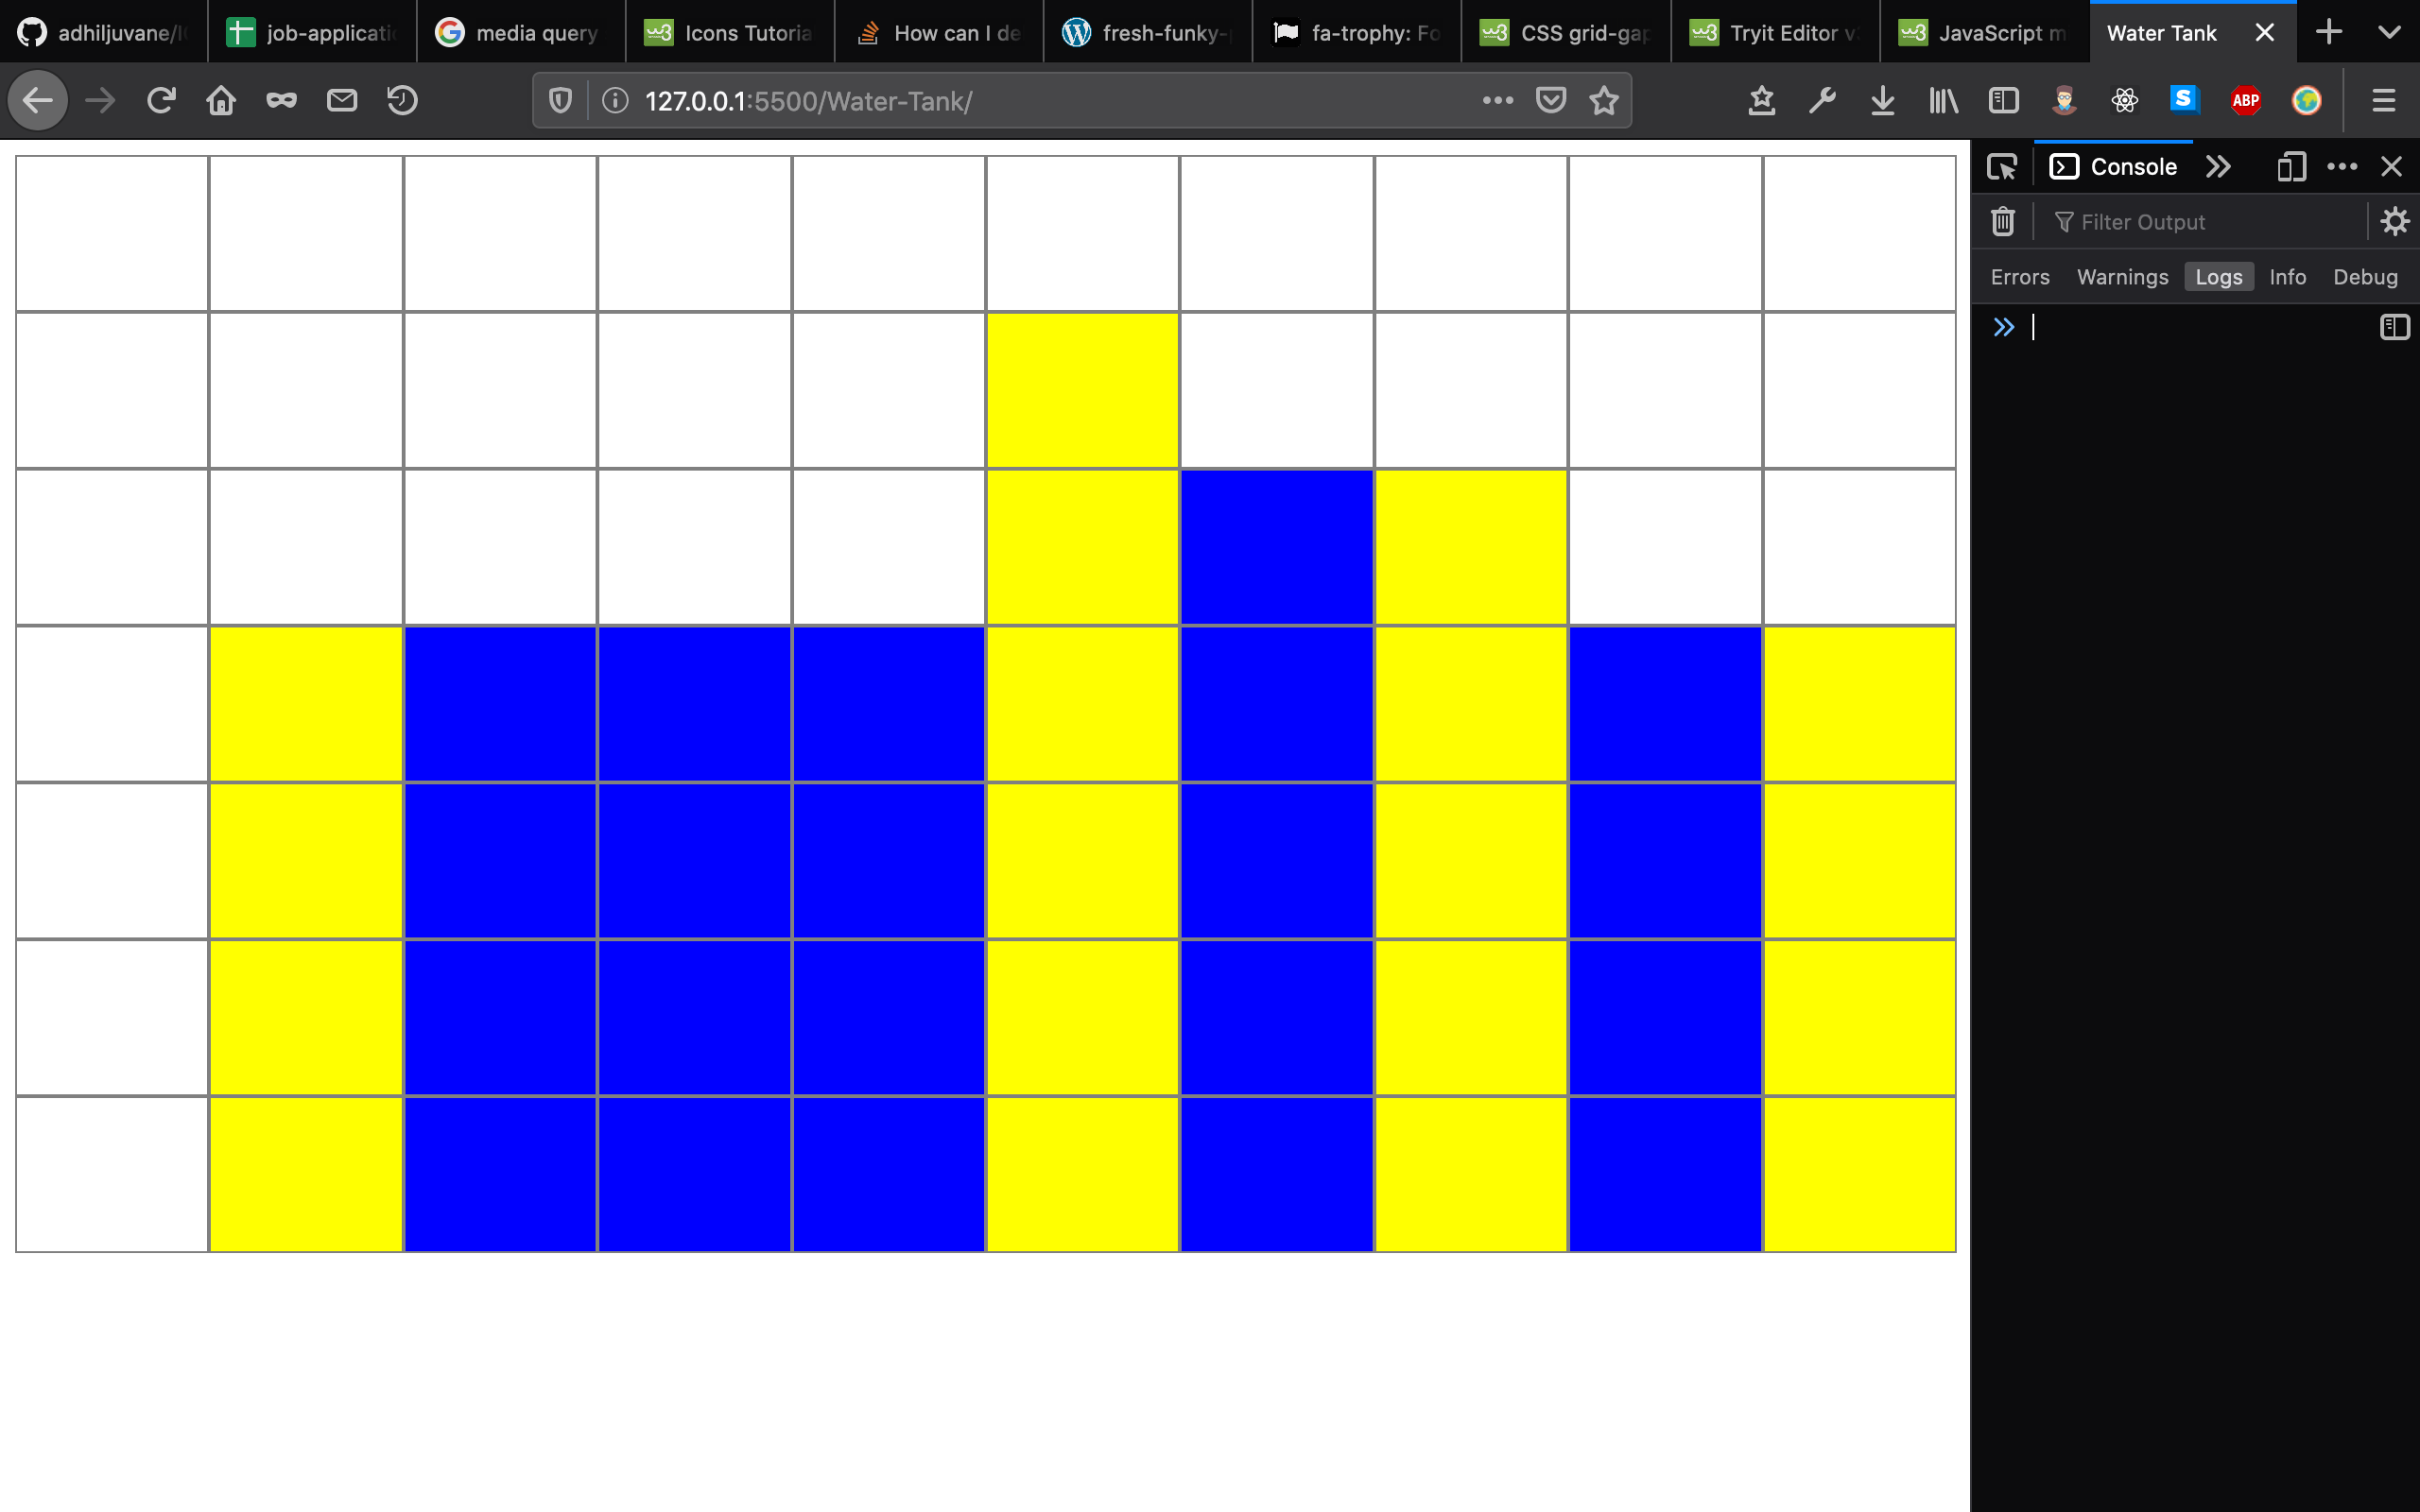 adhiljuvane/I
job-applicati
media query
Icons Tutoria
How can I de
fresh-funky-
fa-trophy: Fo
CSS grid-gap
Tryit Editor v
JavaScript m
Water Tank
127.0.0.1:5500/Water-Tank/
S
ABP
Console
Filter Output
Errors Warnings Logs Info Debug